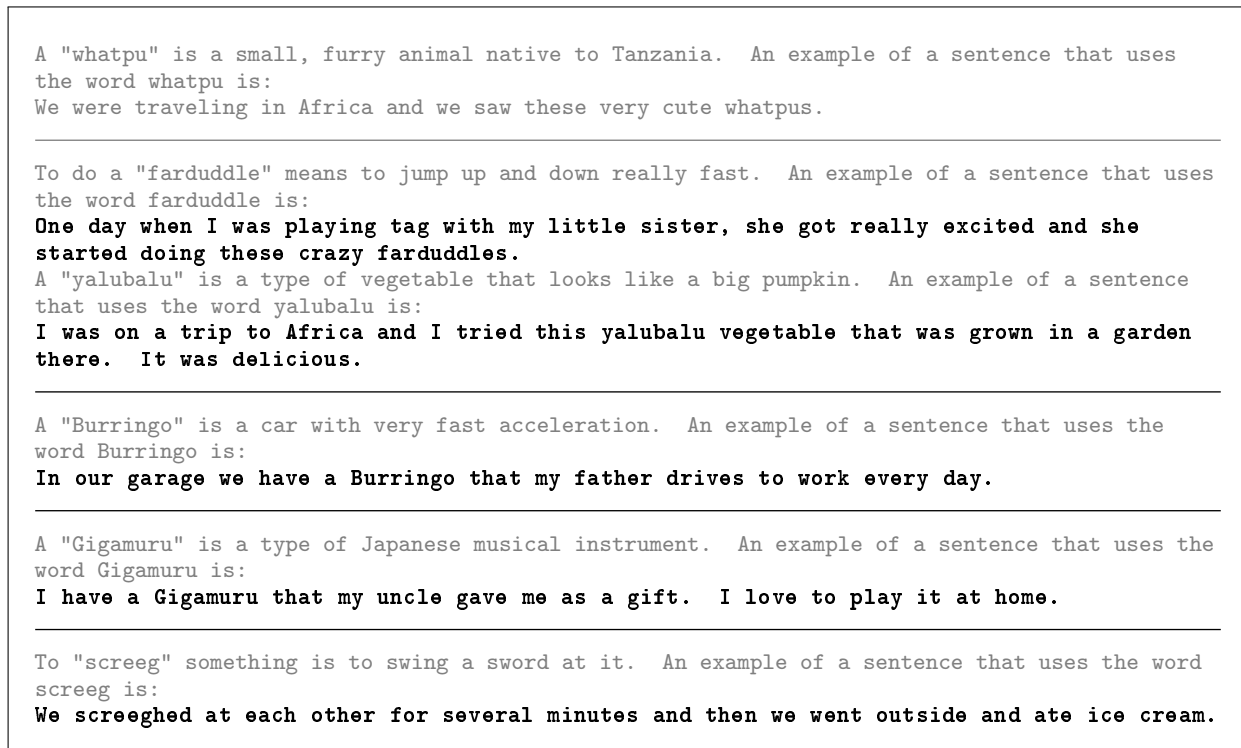 A "whatpu" is a small, furry animal native to Tanzania.  An example of a sentence that uses
the word whatpu is:
We were traveling in Africa and we saw these very cute whatpus.
To do a "farduddle" means to jump up and down really fast.  An example of a sentence that uses
the word farduddle is:
One day when I was playing tag with my little sister, she got really excited and she
started doing these crazy farduddles.
A "yalubalu" is a type of vegetable that looks like a big pumpkin.  An example of a sentence
that uses the word yalubalu is:
I was on a trip to Africa and I tried this yalubalu vegetable that was grown in a garden
there.  It was delicious.
A "Burringo" is a car with very fast acceleration.  An example of a sentence that uses the
word Burringo is:
In our garage we have a Burringo that my father drives to work every day.
A "Gigamuru" is a type of Japanese musical instrument.  An example of a sentence that uses the
word Gigamuru is:
I have a Gigamuru that my uncle gave me as a gift.  I love to play it at home.
To "screeg" something is to swing a sword at it.  An example of a sentence that uses the word
screeg is:
We screeghed at each other for several minutes and then we went outside and ate ice cream.